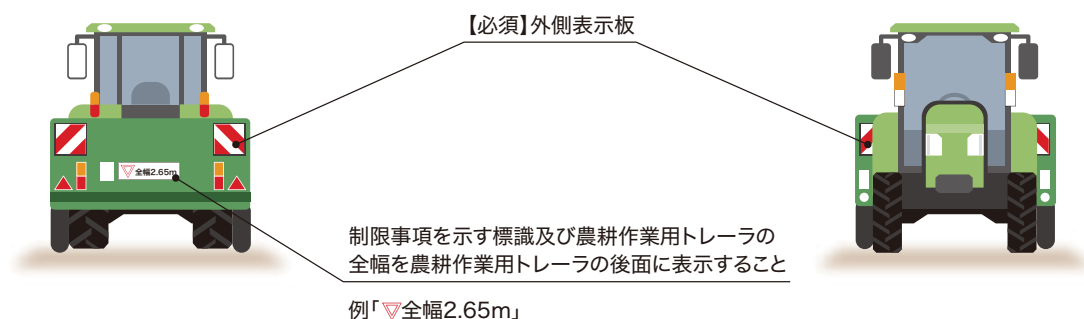 【必須】外側表示板
▽全幅2.65m
制限事項を示す標識及び農耕作業用トレーラの
全幅を農耕作業用トレーラの後面に表示すること
例「▽全幅2.65m」